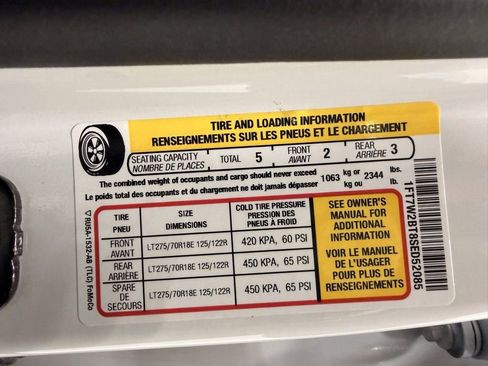 TIRE AND LOADING INFORMATION
RENSEIGNEMENTS SUR LES PNEUS ET LE CHARGEMENT
SEATING CAPACITY TOTAL 5 FRONT 2 REAR 3
NOMBRE DE PLACES AVANT ARRIÈRE
The combined weight of occupants and cargo should never exceed 1063 kg or 2344 lbs.
Le poids total des occupants et du chargement ne doit jamais dépasser kg ou lb.
TIRE SIZE COLD TIRE PRESSURE
PNEU DIMENSIONS PRESSION DES PNEUS À FROID
FRONT AVANT LT275/70R18E 125/122R 420 KPA, 60 PSI
REAR ARRIÈRE LT275/70R18E 125/122R 450 KPA, 65 PSI
SPARE DE SECOURS LT275/70R18E 125/122R 450 KPA, 65 PSI
SEE OWNER'S
MANUAL FOR
ADDITIONAL
INFORMATION
VOIR LE MANUEL
DE L'USAGER
POUR PLUS DE
RENSEIGNEMENTS
RU5A-1532-AB (TLC) FoMoCo
1FT7W2BT8SED52085